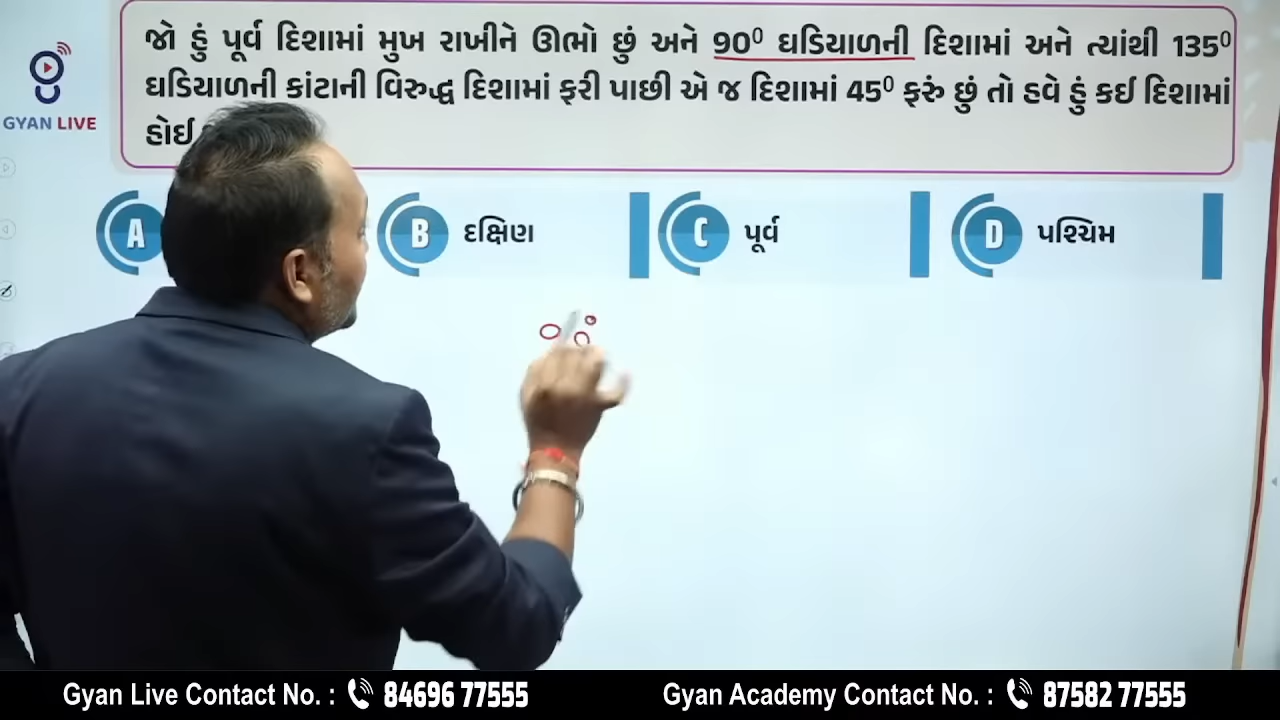 જો હું પૂર્વ દિશામાં મુખ રાખીને ઊભો છું અને 90⁰ ઘડિયાળની દિશામાં અને ત્યાંથી 135⁰
ઘડિયાળની કાંટાની વિરુદ્ધ દિશામાં ફરી પાછી એ જ દિશામાં 45⁰ ફરું છું તો હવે હું કઈ દિશામાં
હોઈ
GYAN LIVE
A
B દક્ષિણ
C પૂર્વ
D પશ્ચિમ
Gyan Live Contact No. : 84696 77555
Gyan Academy Contact No. : 87582 77555